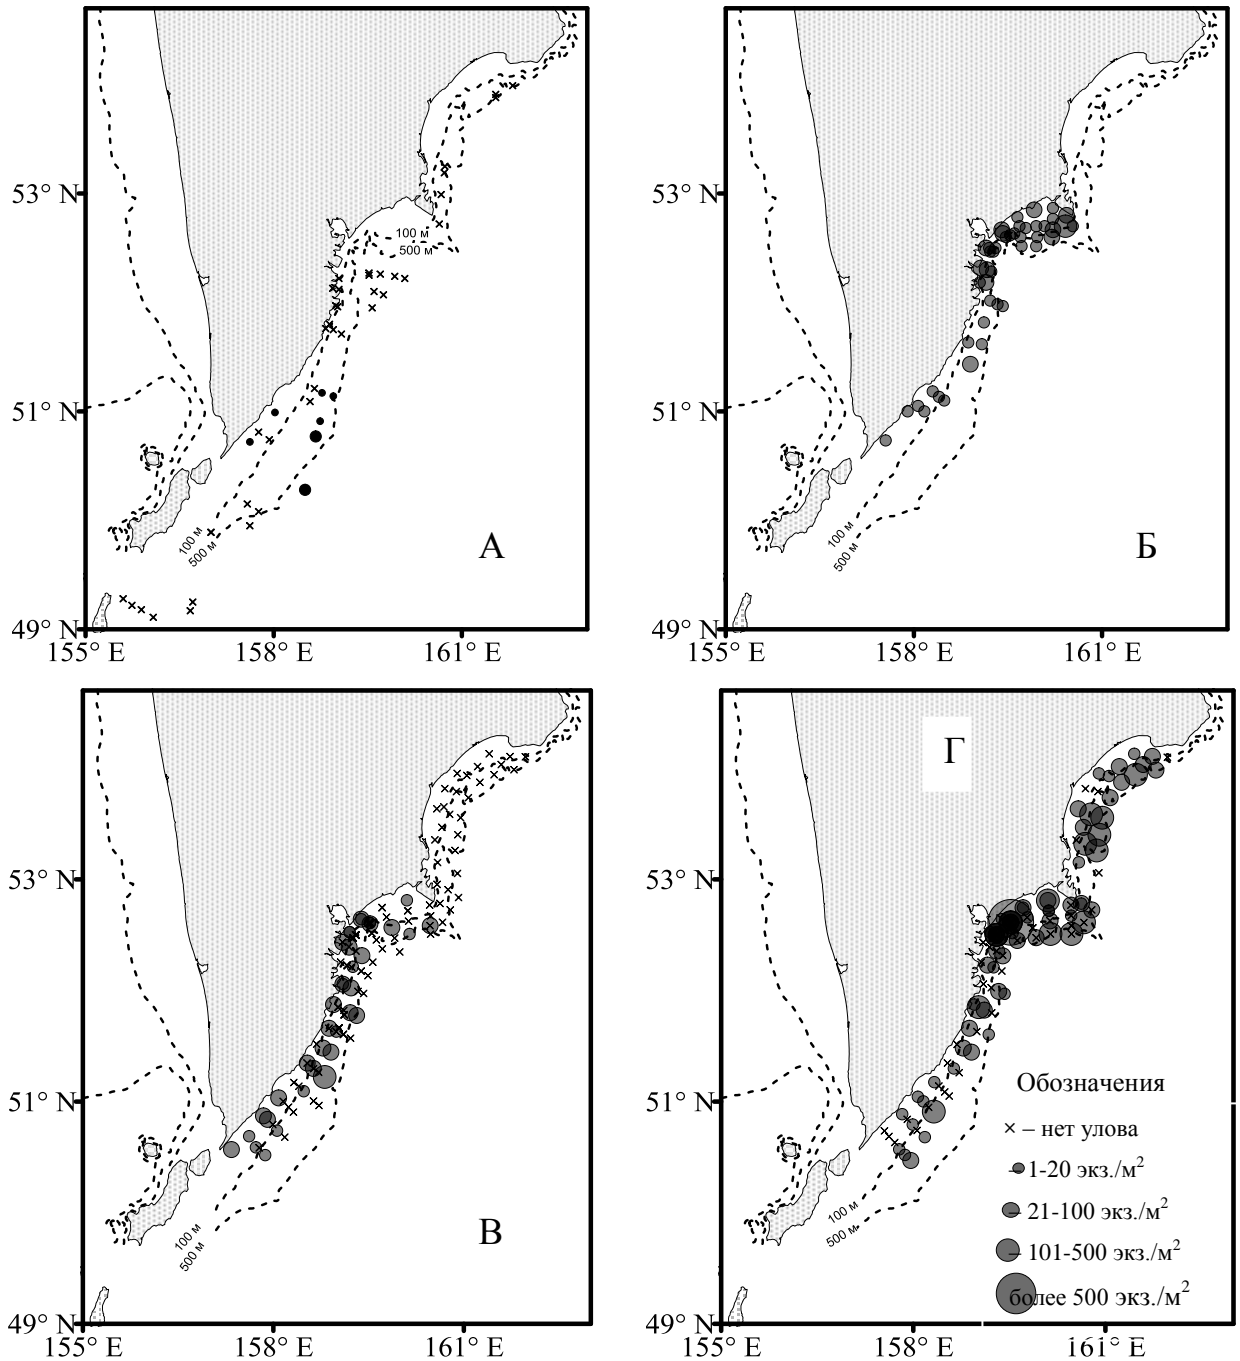 53° N
51° N
49° N
155° E
158° E
161° E
100 м
500 м
100 м
500 м
А
53° N
51° N
49° N
155° E
158° E
161° E
100 м
500 м
Б
53° N
51° N
49° N
155° E
158° E
161° E
100 м
500 м
В
53° N
51° N
49° N
155° E
158° E
161° E
100 м
500 м
Г
Обозначения
× – нет улова
1-20 экз./м²
21-100 экз./м²
101-500 экз./м²
более 500 экз./м²